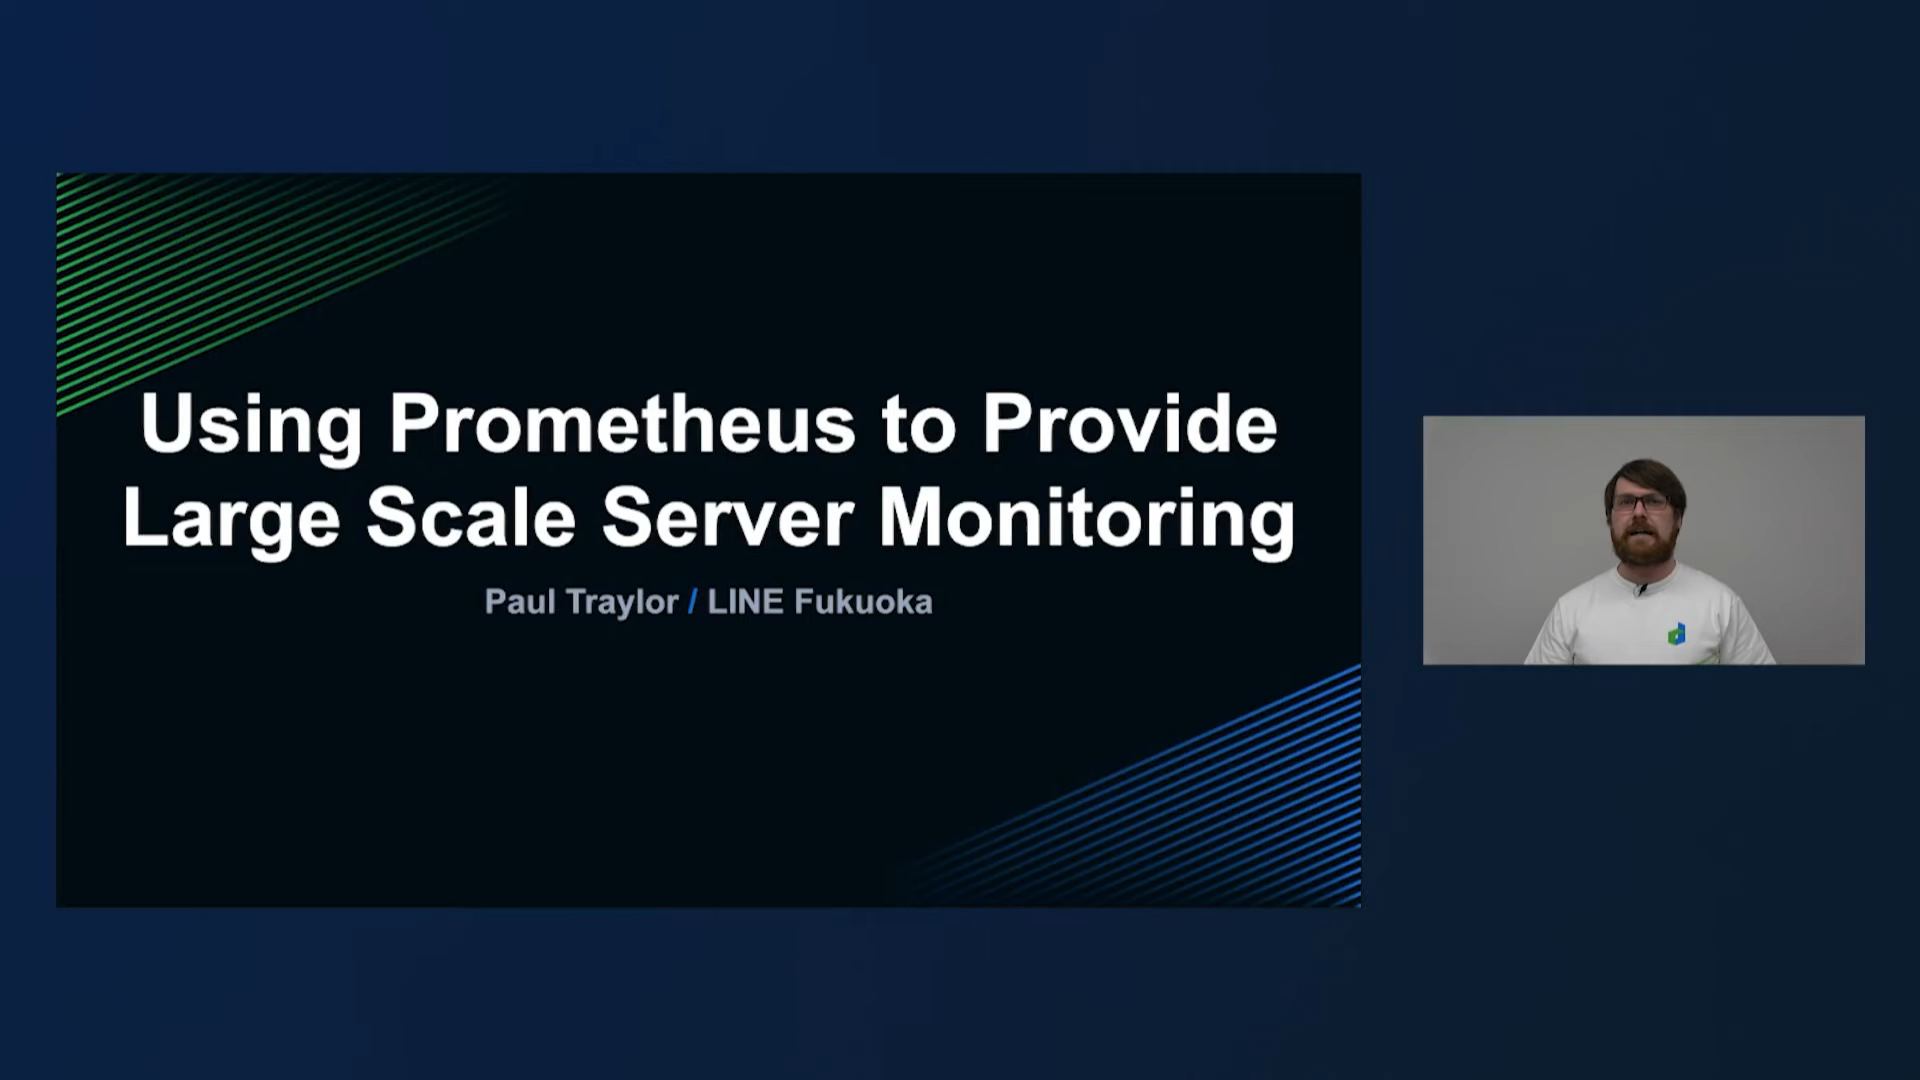 Using Prometheus to Provide
Large Scale Server Monitoring
Paul Traylor / LINE Fukuoka